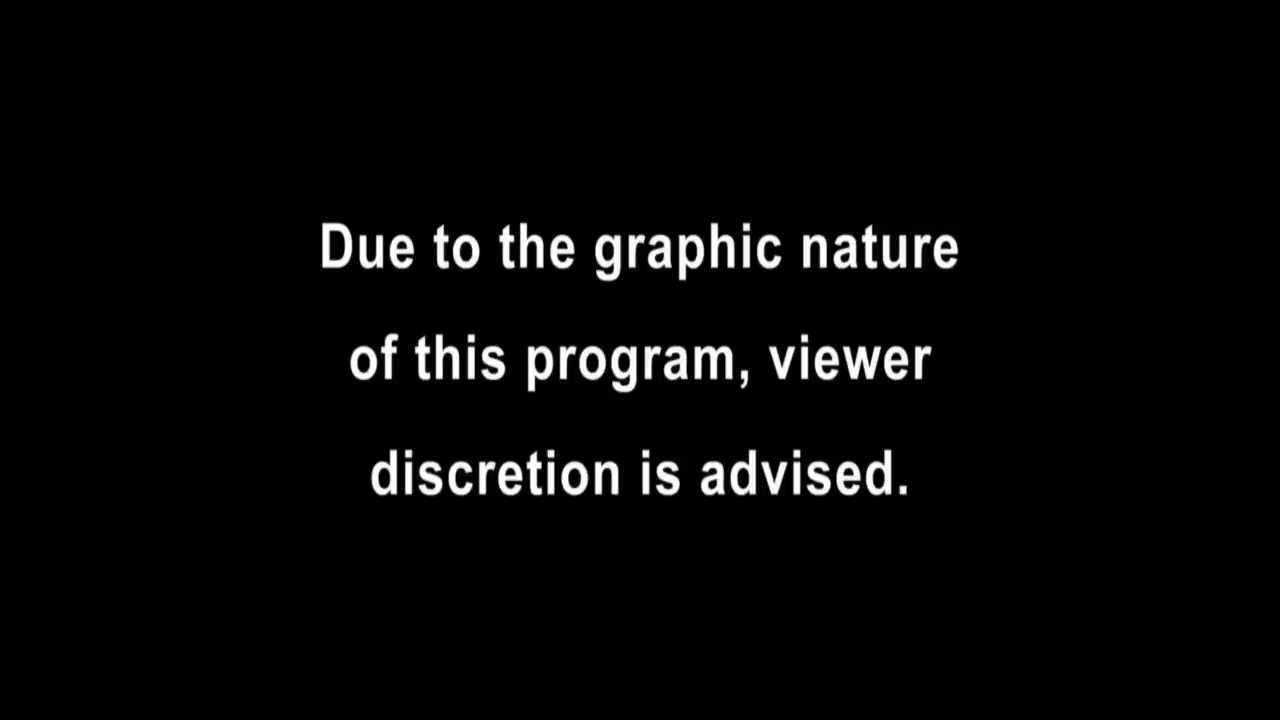 Due to the graphic nature
of this program, viewer
discretion is advised.